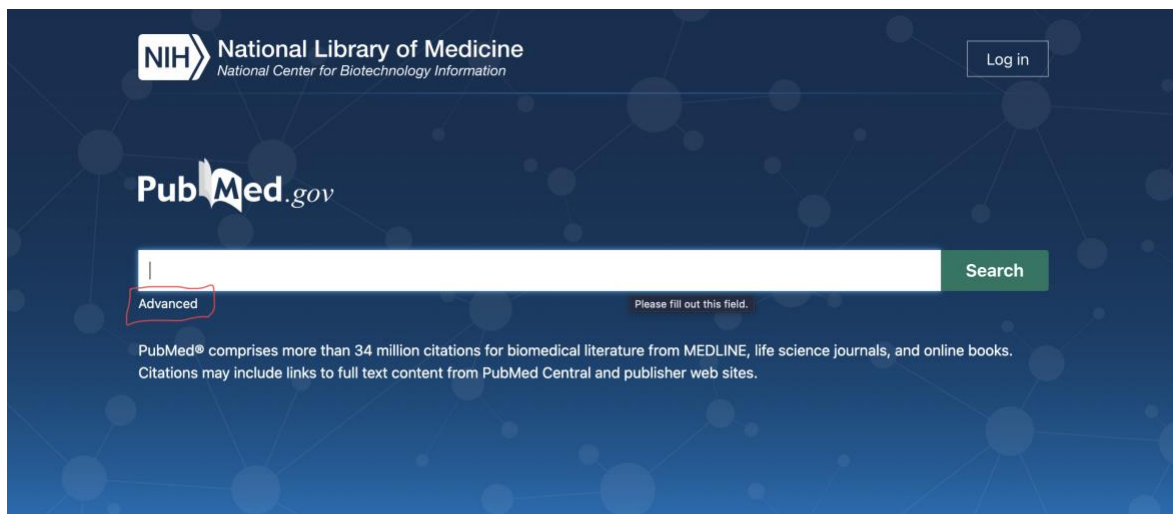 NIH National Library of Medicine
National Center for Biotechnology Information
Log in
PubMed.gov
Search
Advanced
Please fill out this field.
PubMed® comprises more than 34 million citations for biomedical literature from MEDLINE, life science journals, and online books.
Citations may include links to full text content from PubMed Central and publisher web sites.